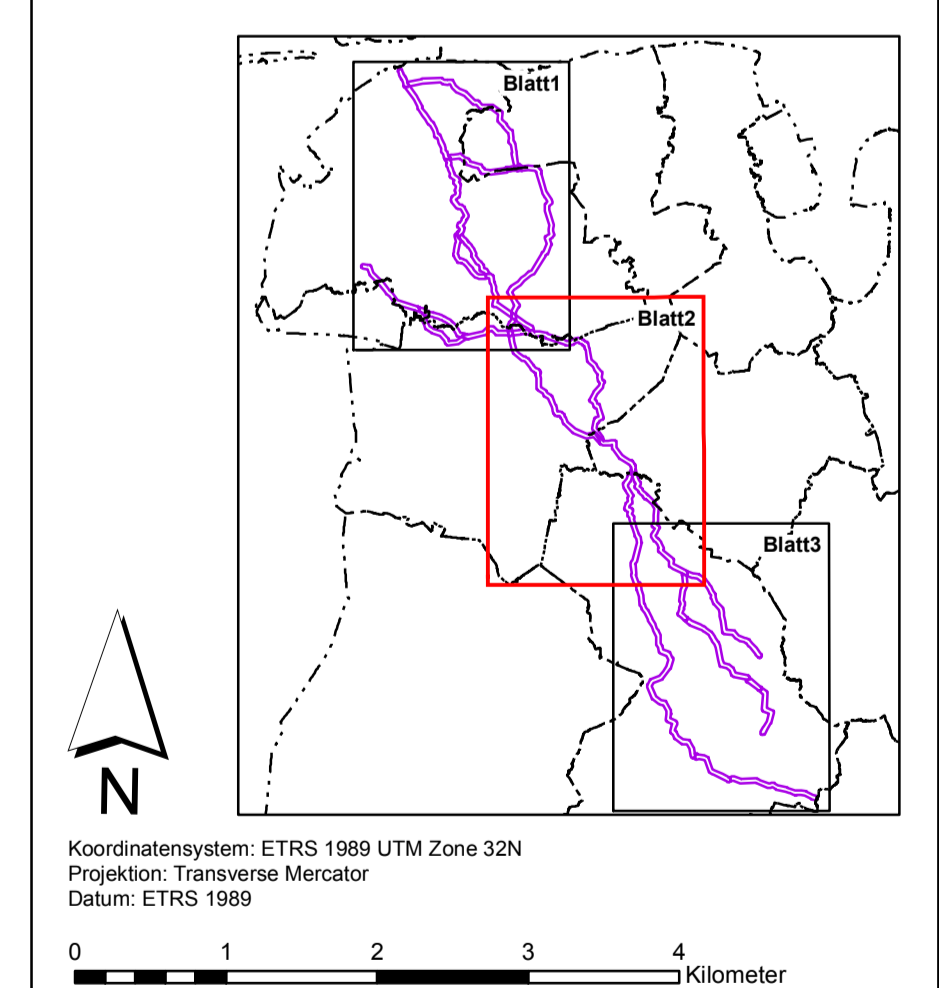 Blatt1
Blatt2
Blatt3
N
Koordinatensystem: ETRS 1989 UTM Zone 32N
Projektion: Transverse Mercator
Datum: ETRS 1989
0 1 2 3 4
Kilometer